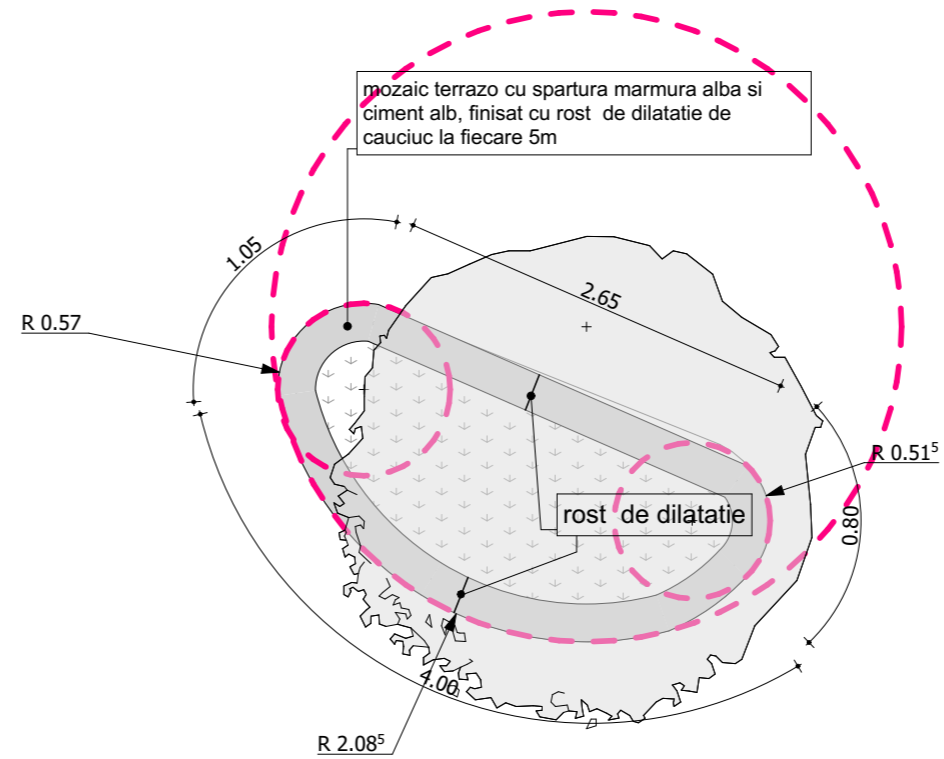 mozaic terrazo cu spartura marmura alba si
ciment alb, finisat cu rost de dilatatie de
cauciuc la fiecare 5m
1.05
2.65
R 0.57
R 0.51⁵
rost de dilatatie
0.80
4.00
R 2.08⁵